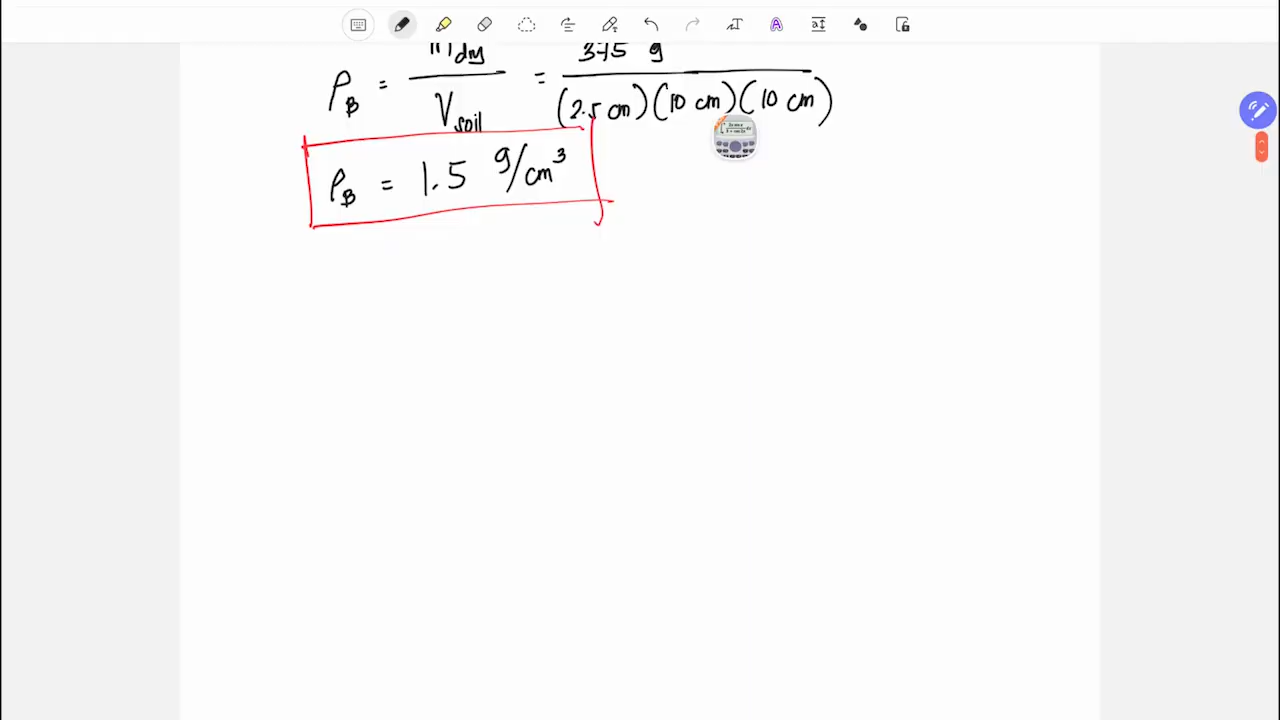 ρB = mdry / Vsoil = 375 g / (2.5 cm)(10 cm)(10 cm)
ρB = 1.5 g/cm³